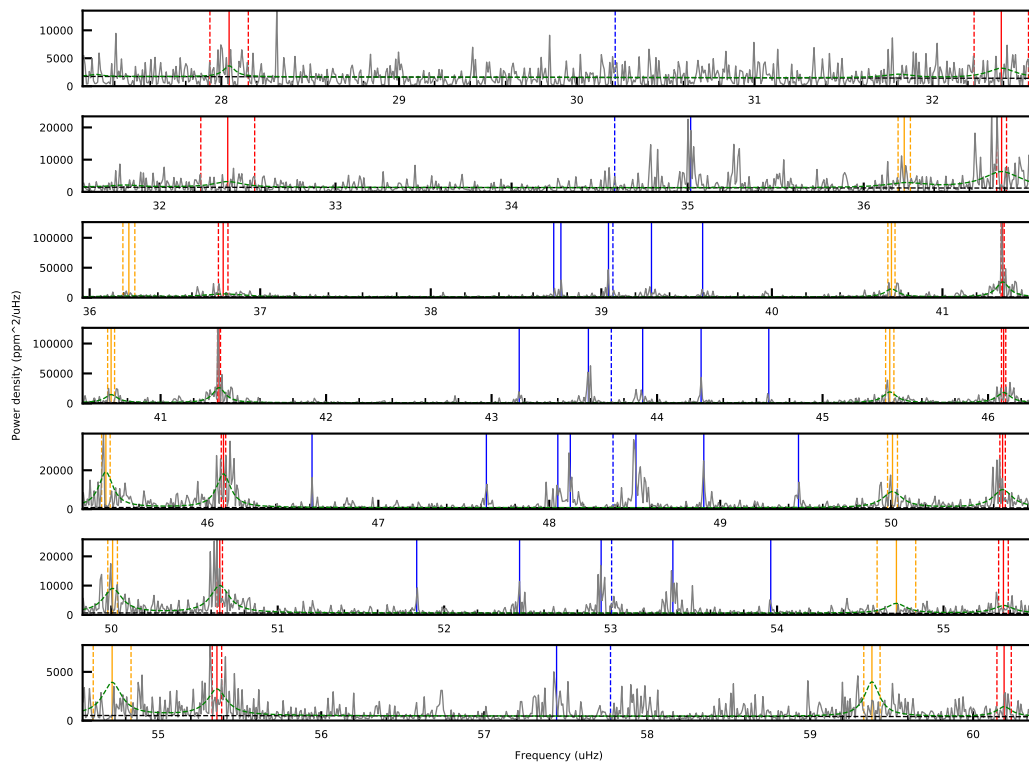 10000
5000
0
28 29 30 31 32
20000
10000
0
32 33 34 35 36
100000
50000
0
36 37 38 39 40 41
100000
50000
0
41 42 43 44 45 46
20000
0
46 47 48 49 50
20000
10000
0
50 51 52 53 54 55
5000
0
55 56 57 58 59 60
Power density (ppm^2/uHz)
Frequency (uHz)